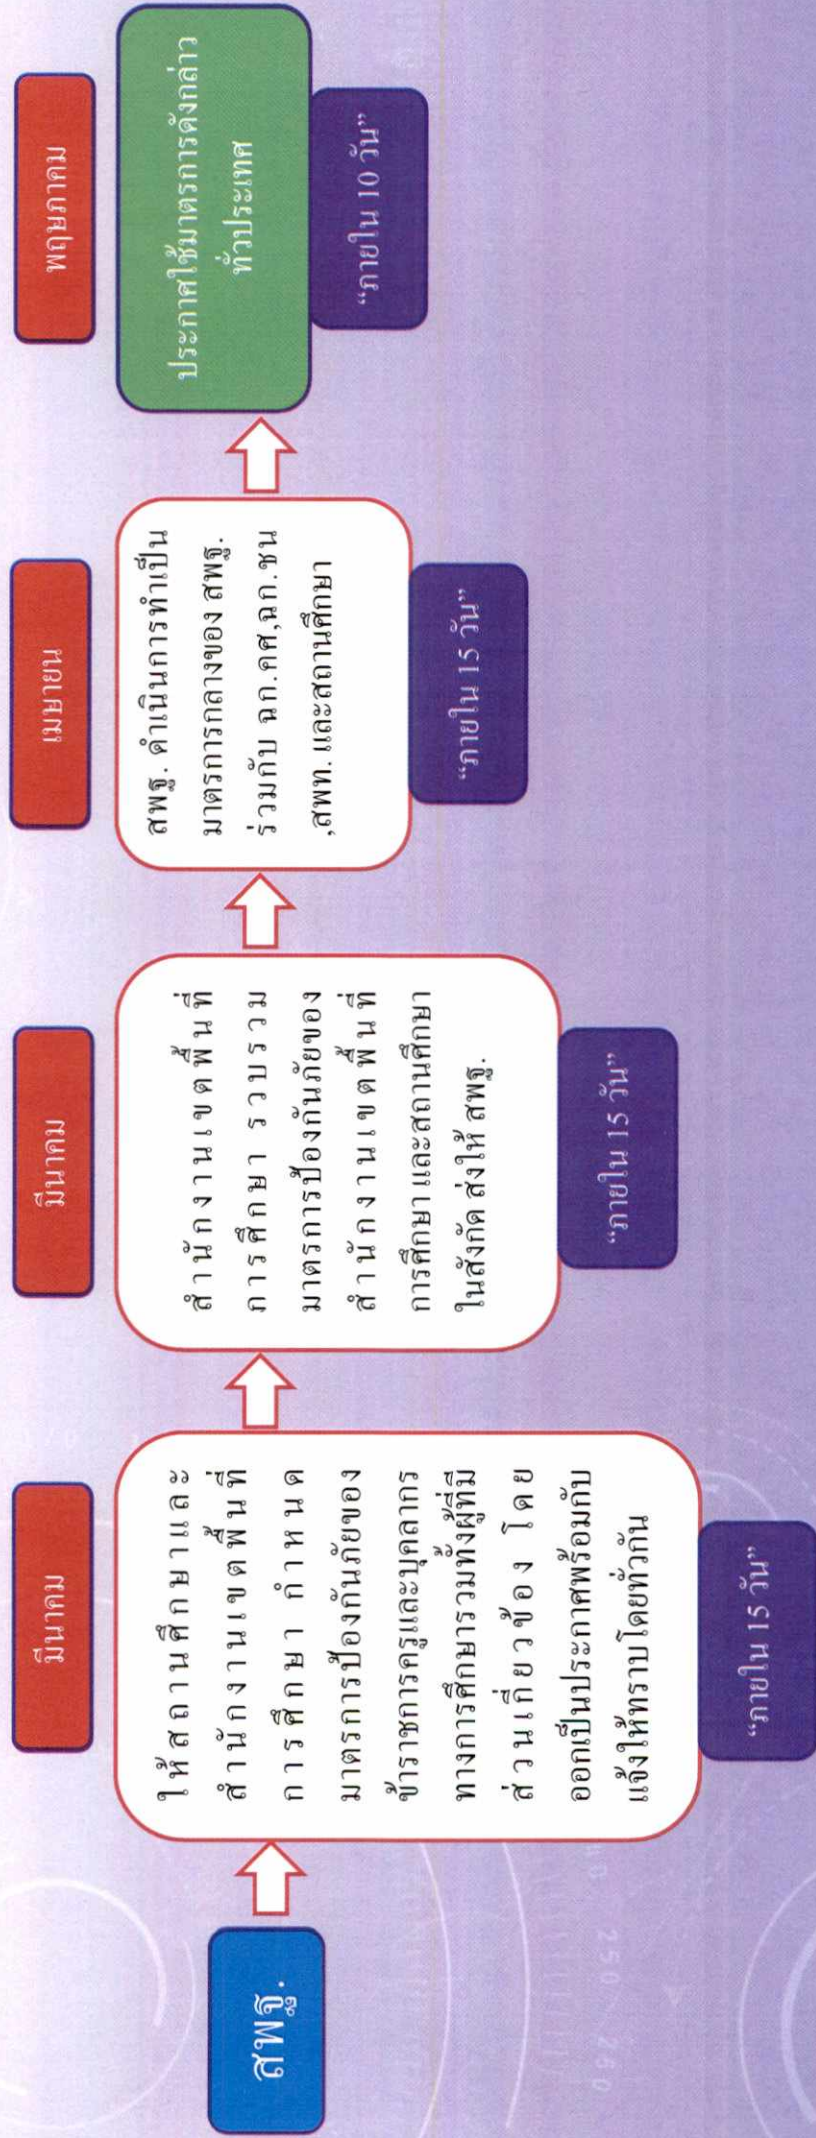 สพฐ.
มีนาคม
ให้สถานศึกษาและ
สำนักงานเขตพื้นที่
การศึกษา กำหนด
มาตรการป้องกันภัยของ
ข้าราชการครูและบุคลากร
ทางการศึกษารวมทั้งผู้ที่มี
ส่วนเกี่ยวข้อง โดย
ออกเป็นประกาศพร้อมกับ
แจ้งให้ทราบโดยทั่วกัน
“ภายใน 15 วัน”
มีนาคม
สำนักงานเขตพื้นที่
การศึกษา รวบรวม
มาตรการป้องกันภัยของ
สำนักงานเขตพื้นที่
การศึกษาและสถานศึกษา
ในสังกัด ส่งให้ สพฐ.
“ภายใน 15 วัน”
เมษายน
สพฐ. ดำเนินการทำเป็น
มาตรการกลางของ สพฐ.
ร่วมกับ ฉก.คศ,ฉก.ชน
,สพท. และสถานศึกษา
“ภายใน 15 วัน”
พฤษภาคม
ประกาศใช้มาตรการดังกล่าว
ทั่วประเทศ
“ภายใน 10 วัน”
250 260